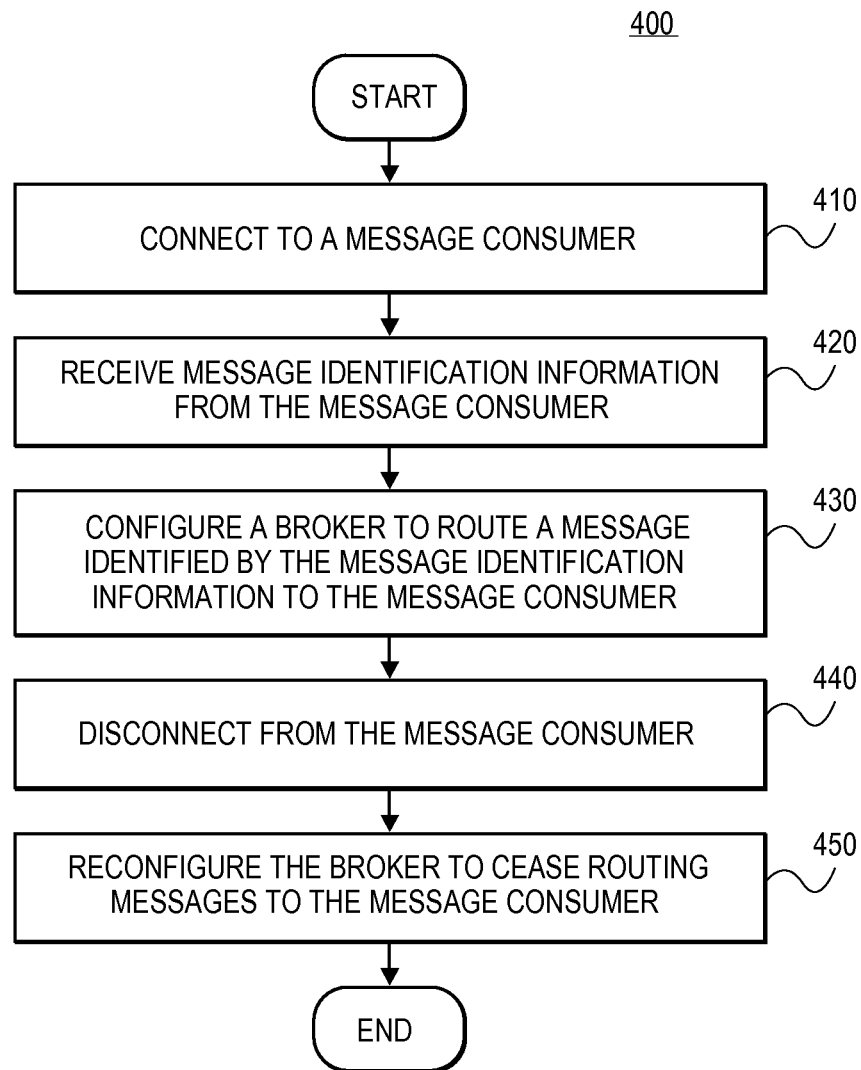 400
START
CONNECT TO A MESSAGE CONSUMER
410
RECEIVE MESSAGE IDENTIFICATION INFORMATION
FROM THE MESSAGE CONSUMER
420
CONFIGURE A BROKER TO ROUTE A MESSAGE
IDENTIFIED BY THE MESSAGE IDENTIFICATION
INFORMATION TO THE MESSAGE CONSUMER
430
DISCONNECT FROM THE MESSAGE CONSUMER
440
RECONFIGURE THE BROKER TO CEASE ROUTING
MESSAGES TO THE MESSAGE CONSUMER
450
END